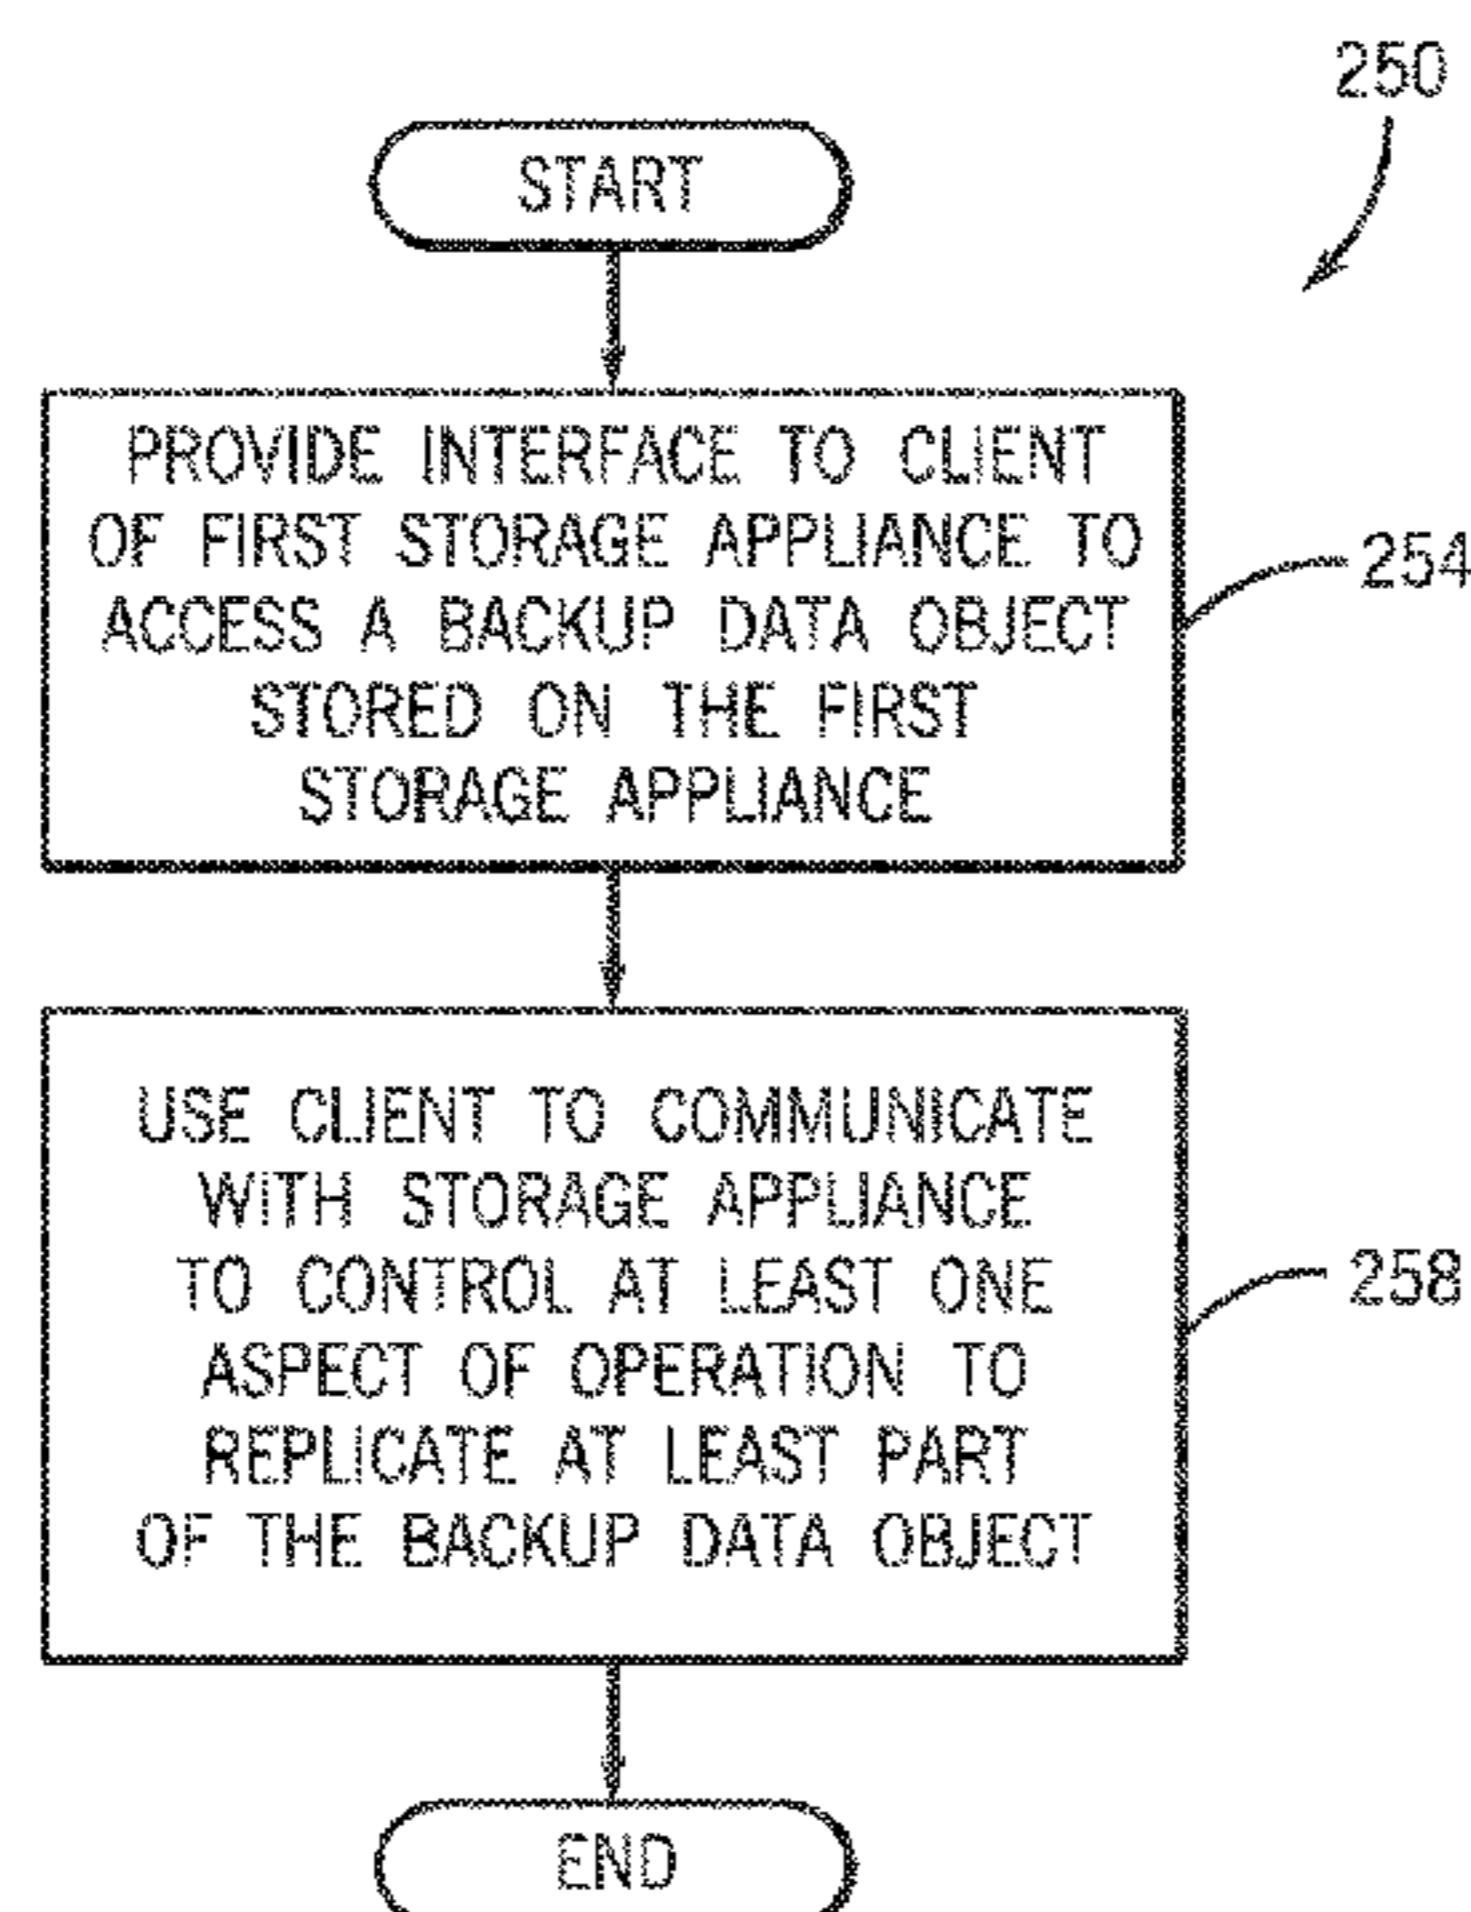 250
START
PROVIDE INTERFACE TO CLIENT
OF FIRST STORAGE APPLIANCE TO
ACCESS A BACKUP DATA OBJECT
STORED ON THE FIRST
STORAGE APPLIANCE
254
USE CLIENT TO COMMUNICATE
WITH STORAGE APPLIANCE
TO CONTROL AT LEAST ONE
ASPECT OF OPERATION TO
REPLICATE AT LEAST PART
OF THE BACKUP DATA OBJECT
258
END